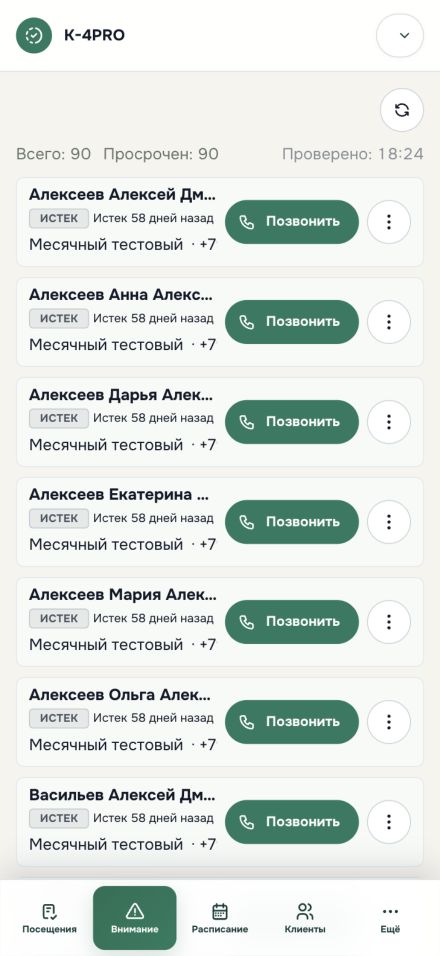 K-4PRO
Всего: 90 Просрочен: 90 Проверено: 18:24
Алексеев Алексей Дм...
ИСТЕК Истек 58 дней назад
Месячный тестовый · +7
Позвонить
Алексеев Анна Алекс...
ИСТЕК Истек 58 дней назад
Месячный тестовый · +7
Позвонить
Алексеев Дарья Алек...
ИСТЕК Истек 58 дней назад
Месячный тестовый · +7
Позвонить
Алексеев Екатерина ...
ИСТЕК Истек 58 дней назад
Месячный тестовый · +7
Позвонить
Алексеев Мария Алек...
ИСТЕК Истек 58 дней назад
Месячный тестовый · +7
Позвонить
Алексеев Ольга Алек...
ИСТЕК Истек 58 дней назад
Месячный тестовый · +7
Позвонить
Васильев Алексей Дм...
ИСТЕК Истек 58 дней назад
Месячный тестовый · +7
Позвонить
Посещения Внимание Расписание Клиенты Ещё